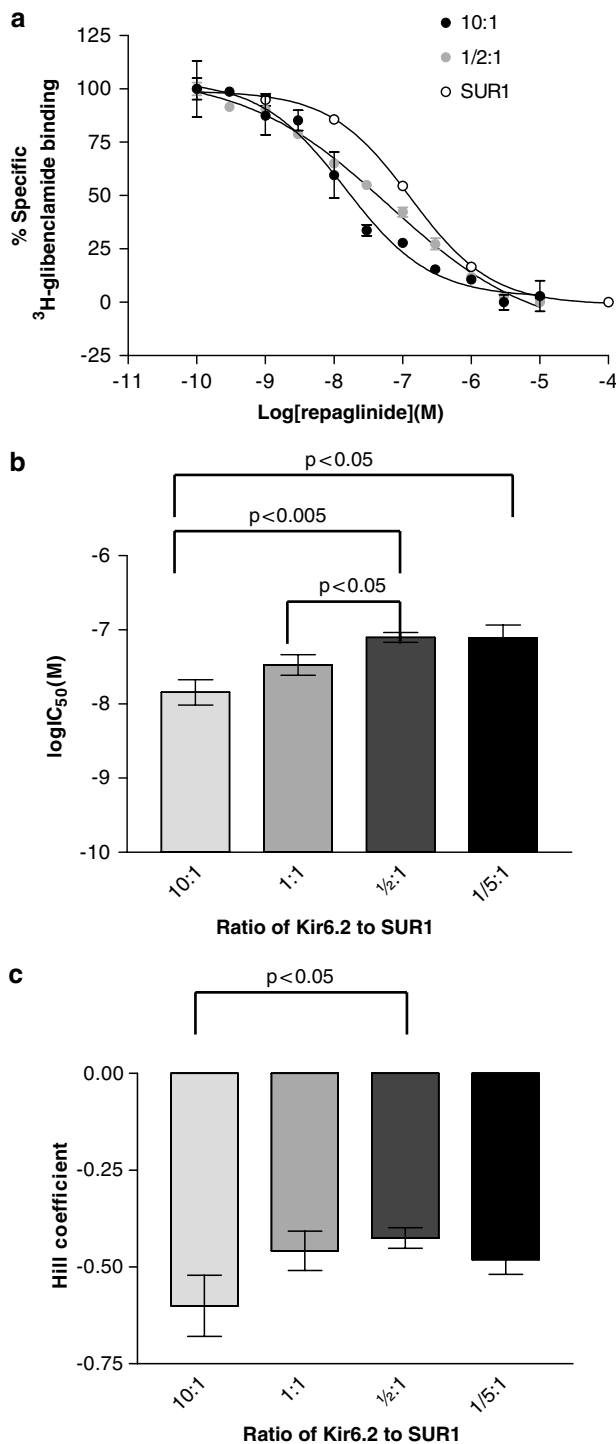 a
10:1
1/2:1
SUR1
125
100
75
50
25
0
-25
% Specific
³H-glibenclamide binding
-11
-10
-9
-8
-7
-6
-5
-4
Log[repaglinide](M)
b
p<0.05
p<0.005
p<0.05
-6
-7
-8
-9
-10
logIC₅₀(M)
10:1
1:1
½:1
1/5:1
Ratio of Kir6.2 to SUR1
c
p<0.05
0.00
-0.25
-0.50
-0.75
Hill coefficient
10:1
1:1
½:1
1/5:1
Ratio of Kir6.2 to SUR1